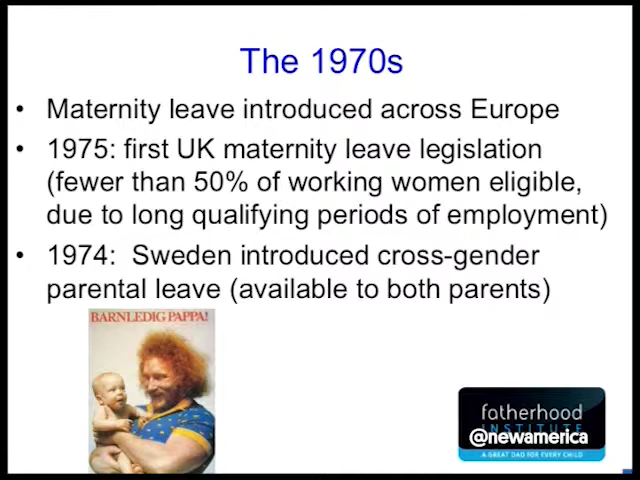 The 1970s
• Maternity leave introduced across Europe
• 1975: first UK maternity leave legislation
(fewer than 50% of working women eligible,
due to long qualifying periods of employment)
• 1974: Sweden introduced cross-gender
parental leave (available to both parents)
BARNLEDIG PAPPA!
fatherhood
INSTITUTE
@newamerica
A GREAT DAD FOR EVERY CHILD